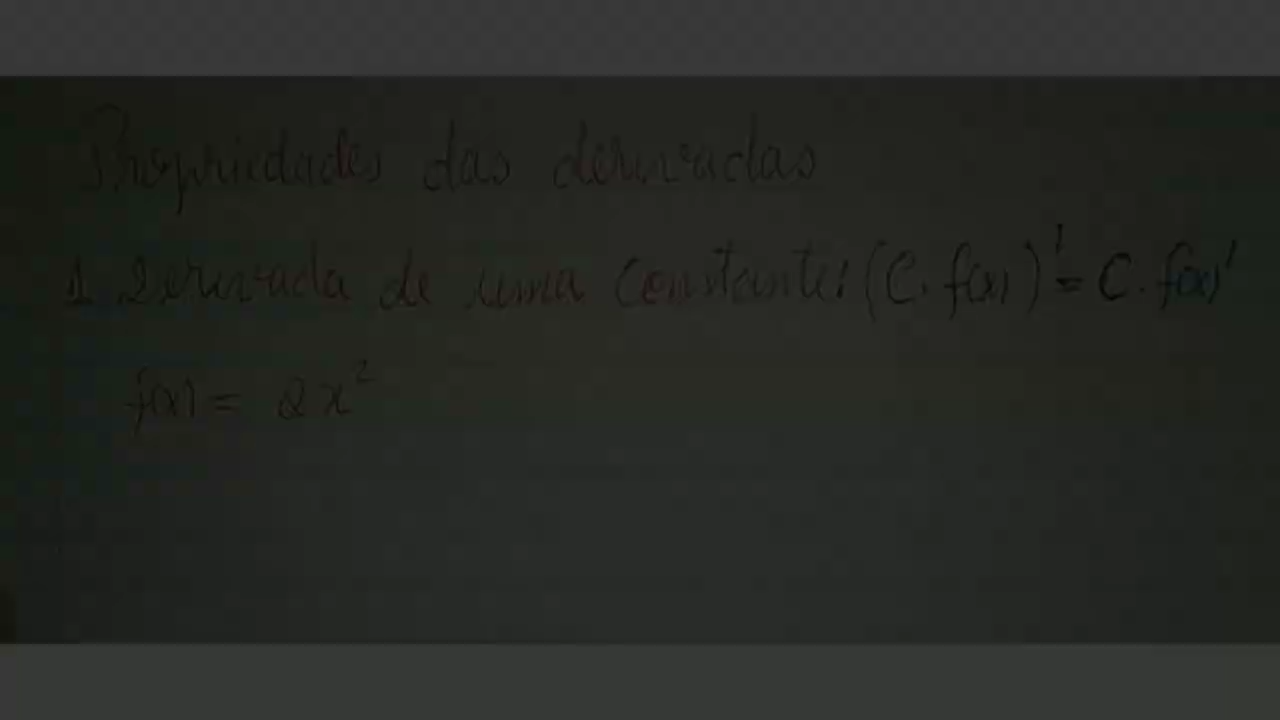 Propriedades das derivadas
1. Derivada de uma constante: (C. f(x))' = C. f(x)'
f(x) = 2x²